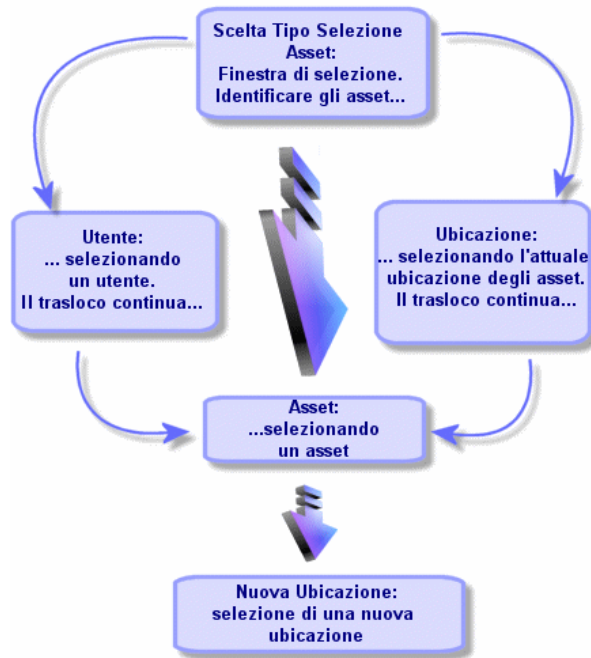 Scelta Tipo Selezione
Asset:
Finestra di selezione.
Identificare gli asset...
Utente:
... selezionando
un utente.
Il trasloco continua...
Ubicazione:
... selezionando l'attuale
ubicazione degli asset.
Il trasloco continua...
Asset:
...selezionando
un asset
Nuova Ubicazione:
selezione di una nuova
ubicazione